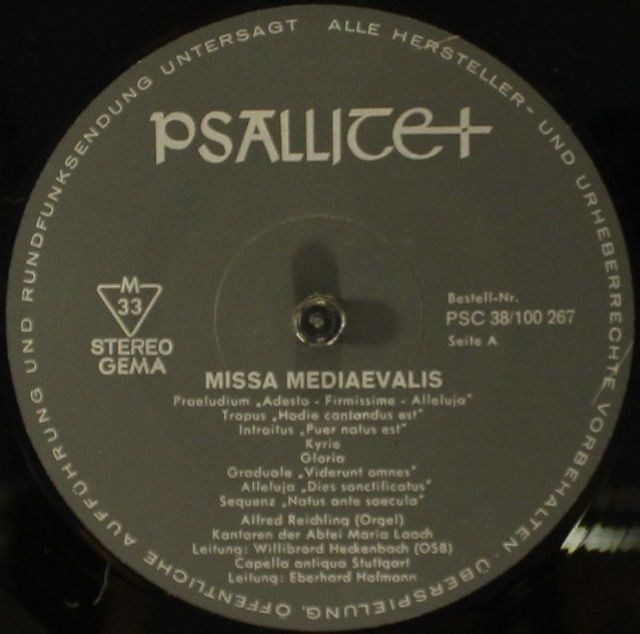 ALLE HERSTELLER- UND URHEBERRECHTE VORBEHALTEN · ÜBERSPIELUNG, ÖFFENTLICHE AUFFÜHRUNG UND RUNDFUNKSENDUNG UNTERSAGT
PSALLITE
M
33
STEREO
GEMA
Bestell-Nr.
PSC 38/100 267
Seite A
MISSA MEDIAEVALIS
Praeludium „Adesto - Firmissime - Alleluja"
Tropus „Hodie cantandus est"
Introitus „Puer natus est"
Kyrie
Gloria
Graduale „Viderunt omnes"
Alleluja „Dies sanctificatus"
Sequenz „Natus ante saecula"
Alfred Reichling (Orgel)
Kantoren der Abtei Maria Laach
Leitung: Willibrord Heckenbach (OSB)
Capella antiqua Stuttgart
Leitung: Eberhard Hofmann